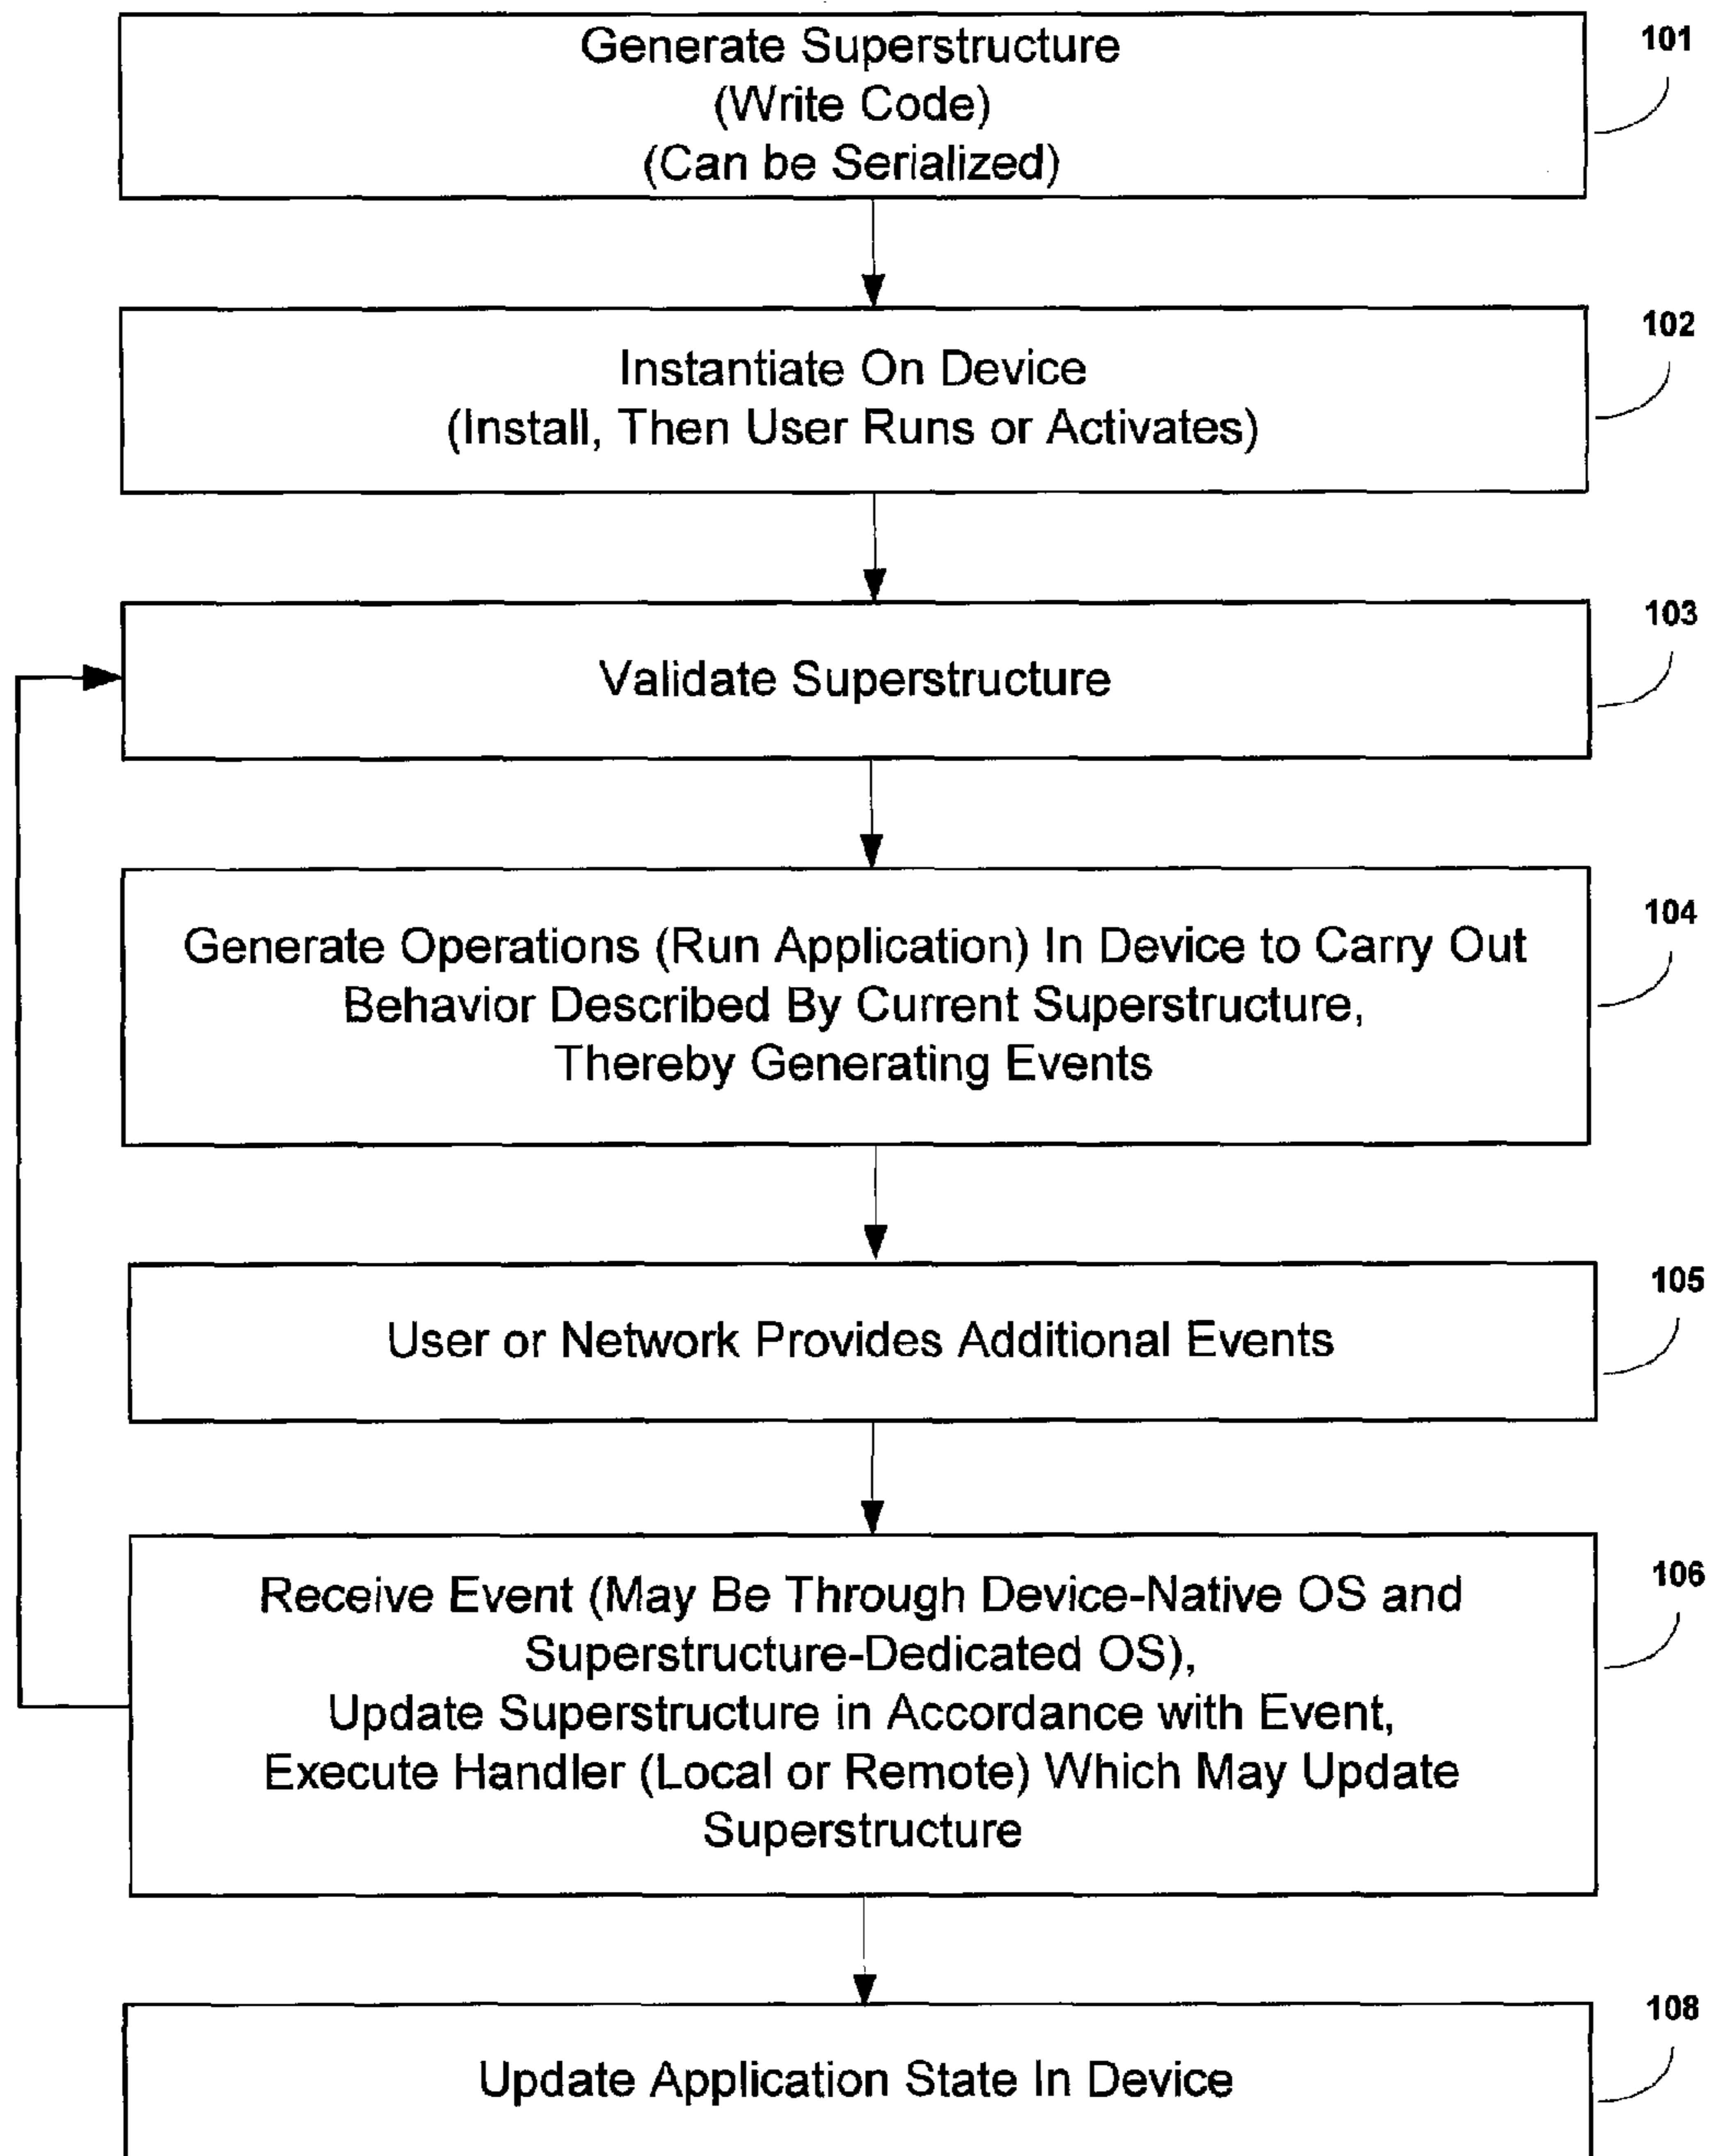 Generate Superstructure
(Write Code)
(Can be Serialized)
101
Instantiate On Device
(Install, Then User Runs or Activates)
102
Validate Superstructure
103
Generate Operations (Run Application) In Device to Carry Out
Behavior Described By Current Superstructure,
Thereby Generating Events
104
User or Network Provides Additional Events
105
Receive Event (May Be Through Device-Native OS and
Superstructure-Dedicated OS),
Update Superstructure in Accordance with Event,
Execute Handler (Local or Remote) Which May Update
Superstructure
106
Update Application State In Device
108